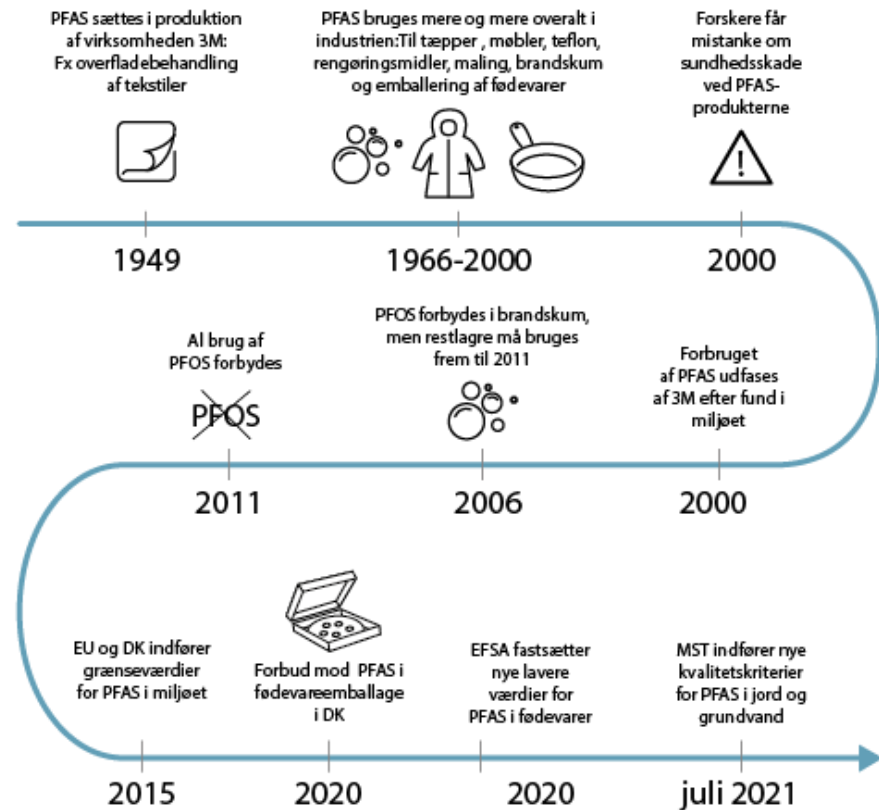 PFAS sættes i produktion
af virksomheden 3M:
Fx overfladebehandling
af tekstiler
1949
PFAS bruges mere og mere overalt i
industrien:Til tæpper , møbler, teflon,
rengøringsmidler, maling, brandskum
og emballering af fødevarer
1966-2000
Forskere får
mistanke om
sundhedsskade
ved PFAS-
produkterne
!
2000
Forbruget
af PFAS udfases
af 3M efter fund i
miljøet
2000
PFOS forbydes i brandskum,
men restlagre må bruges
frem til 2011
2006
Al brug af
PFOS forbydes
PFOS
2011
EU og DK indfører
grænseværdier
for PFAS i miljøet
2015
Forbud mod PFAS i
fødevareemballage
i DK
2020
EFSA fastsætter
nye lavere
værdier for
PFAS i fødevarer
2020
MST indfører nye
kvalitetskriterier
for PFAS i jord og
grundvand
juli 2021